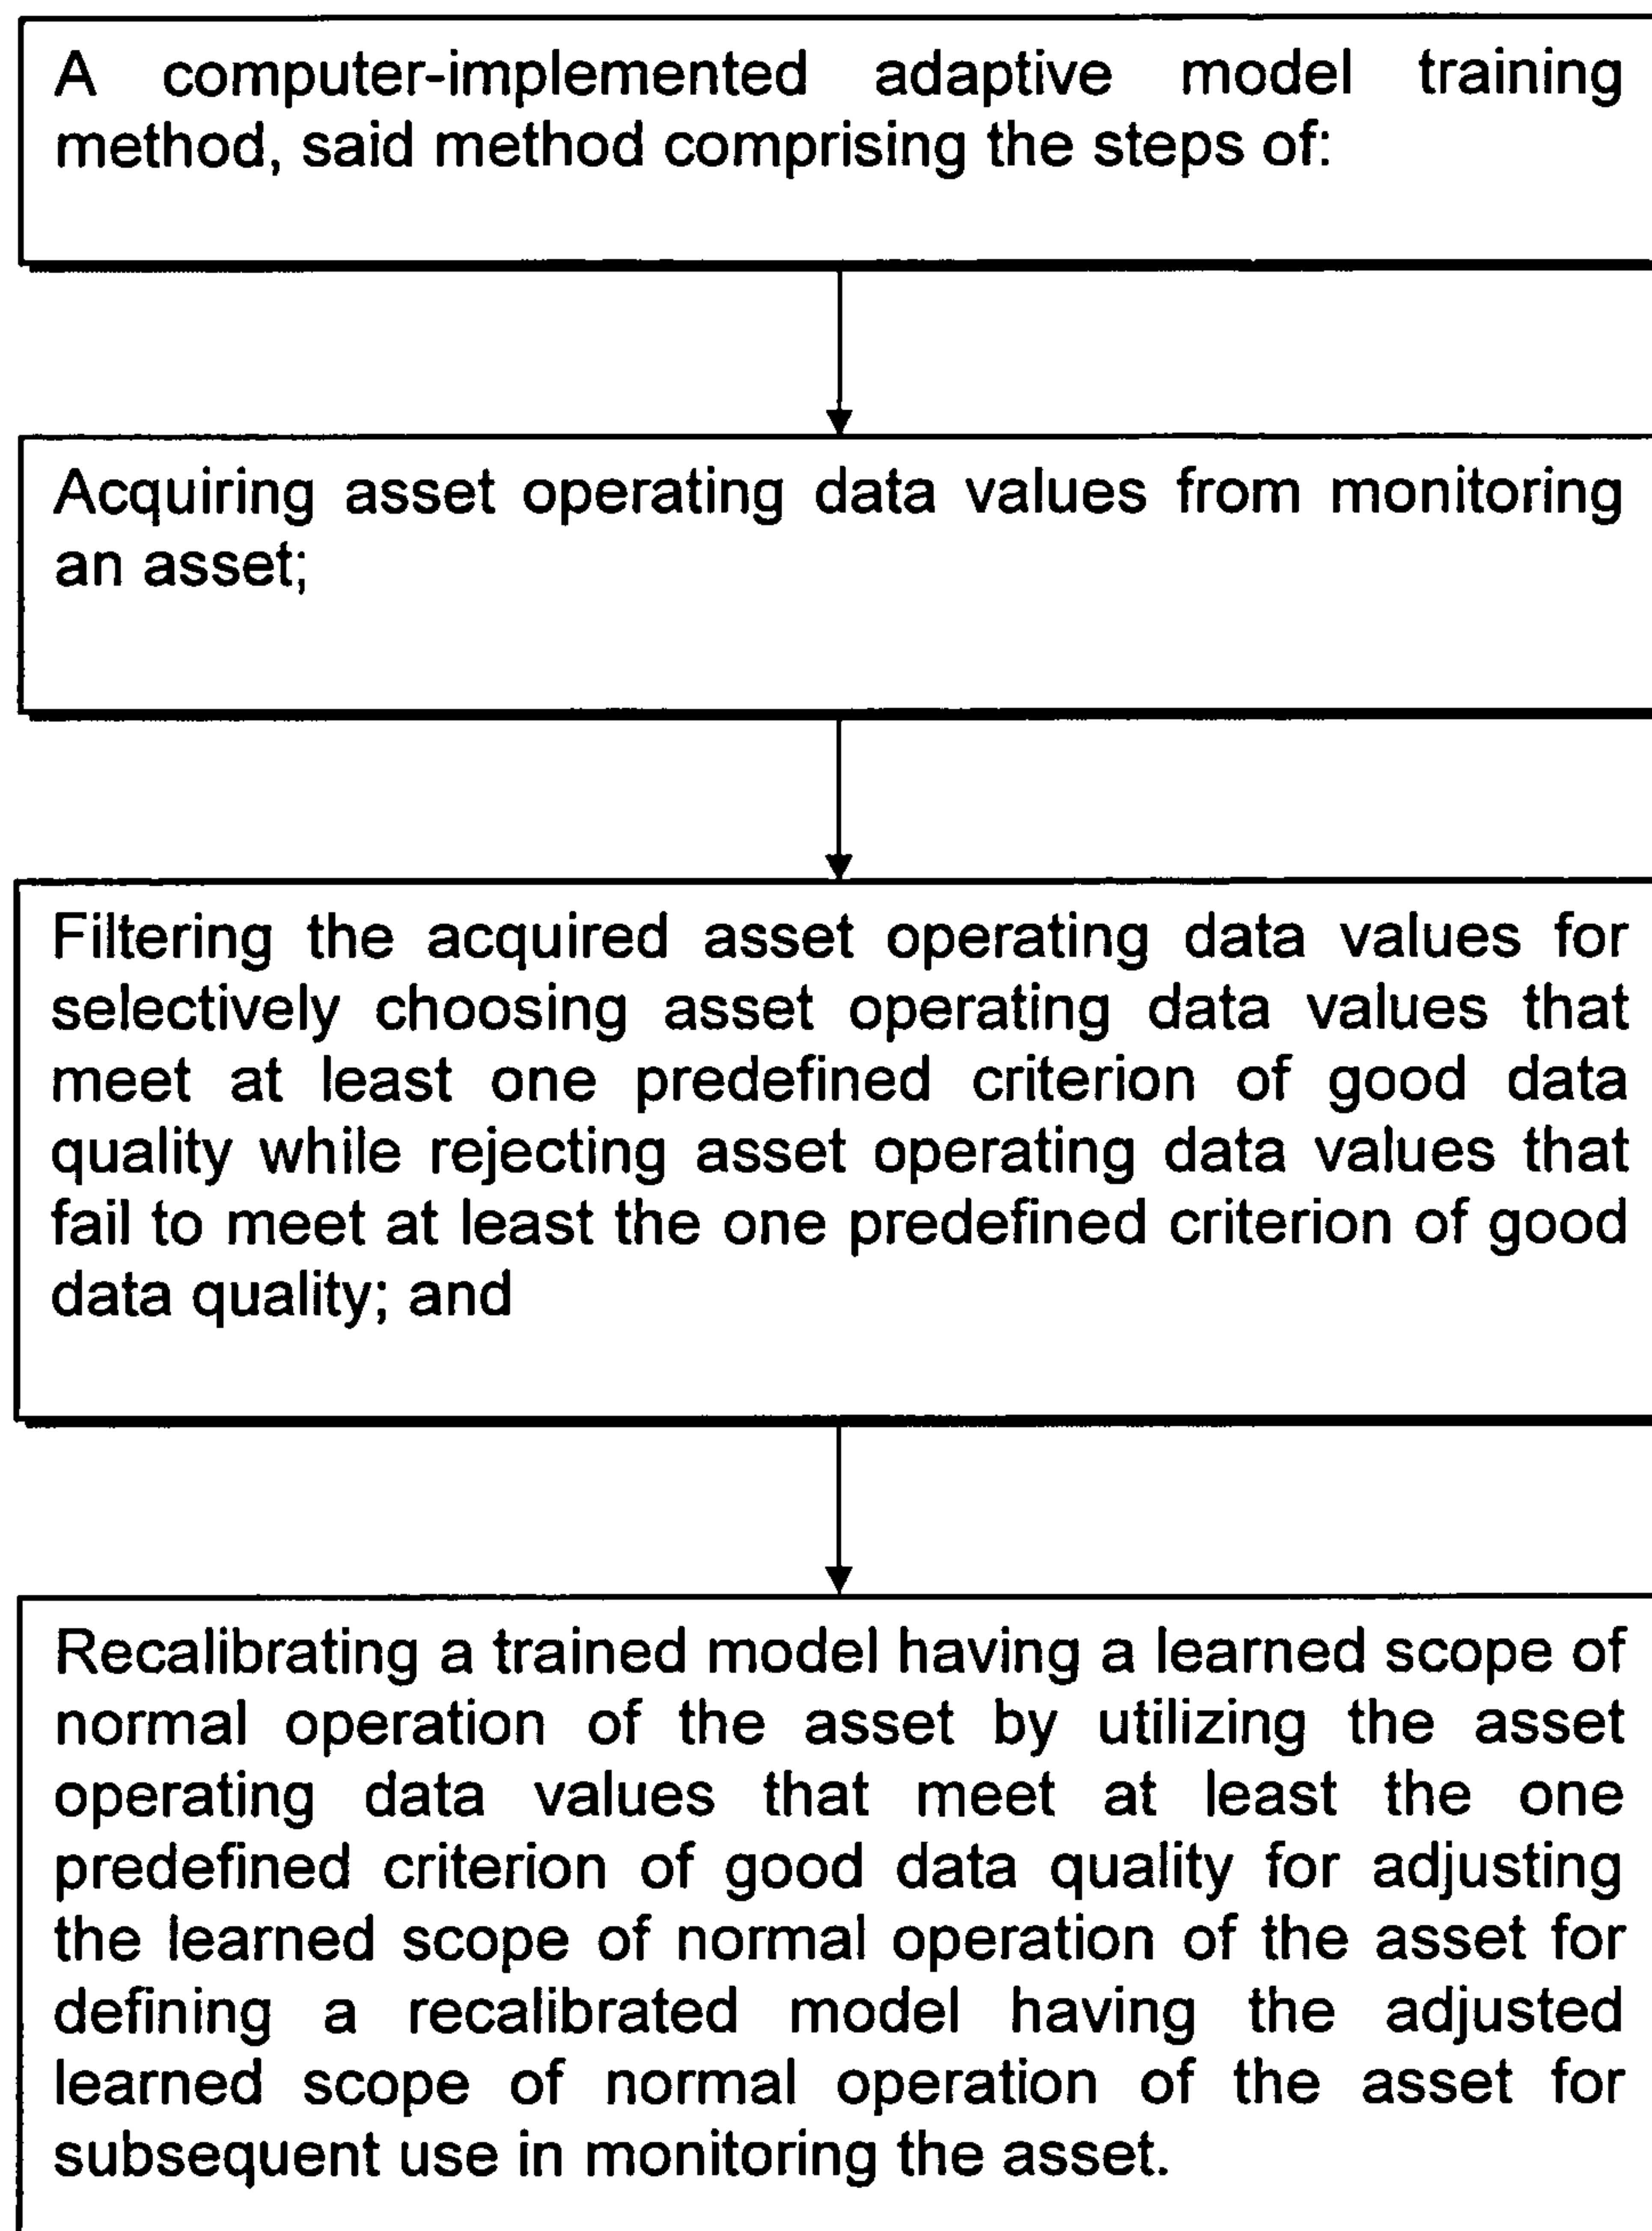 A computer-implemented adaptive model training
method, said method comprising the steps of:
Acquiring asset operating data values from monitoring
an asset;
Filtering the acquired asset operating data values for
selectively choosing asset operating data values that
meet at least one predefined criterion of good data
quality while rejecting asset operating data values that
fail to meet at least the one predefined criterion of good
data quality; and
Recalibrating a trained model having a learned scope of
normal operation of the asset by utilizing the asset
operating data values that meet at least the one
predefined criterion of good data quality for adjusting
the learned scope of normal operation of the asset for
defining a recalibrated model having the adjusted
learned scope of normal operation of the asset for
subsequent use in monitoring the asset.